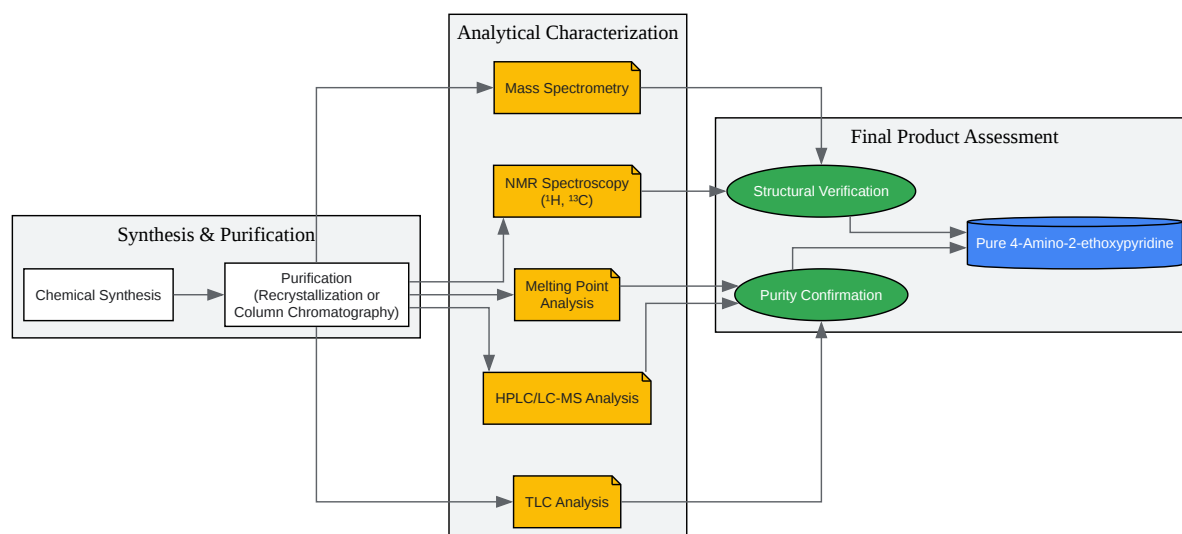 Synthesis & Purification
Chemical Synthesis
Purification
(Recrystallization or
Column Chromatography)
Analytical Characterization
Mass Spectrometry
NMR Spectroscopy
(¹H, ¹³C)
Melting Point
Analysis
HPLC/LC-MS Analysis
TLC Analysis
Final Product Assessment
Structural Verification
Purity Confirmation
Pure 4-Amino-2-ethoxypyridine